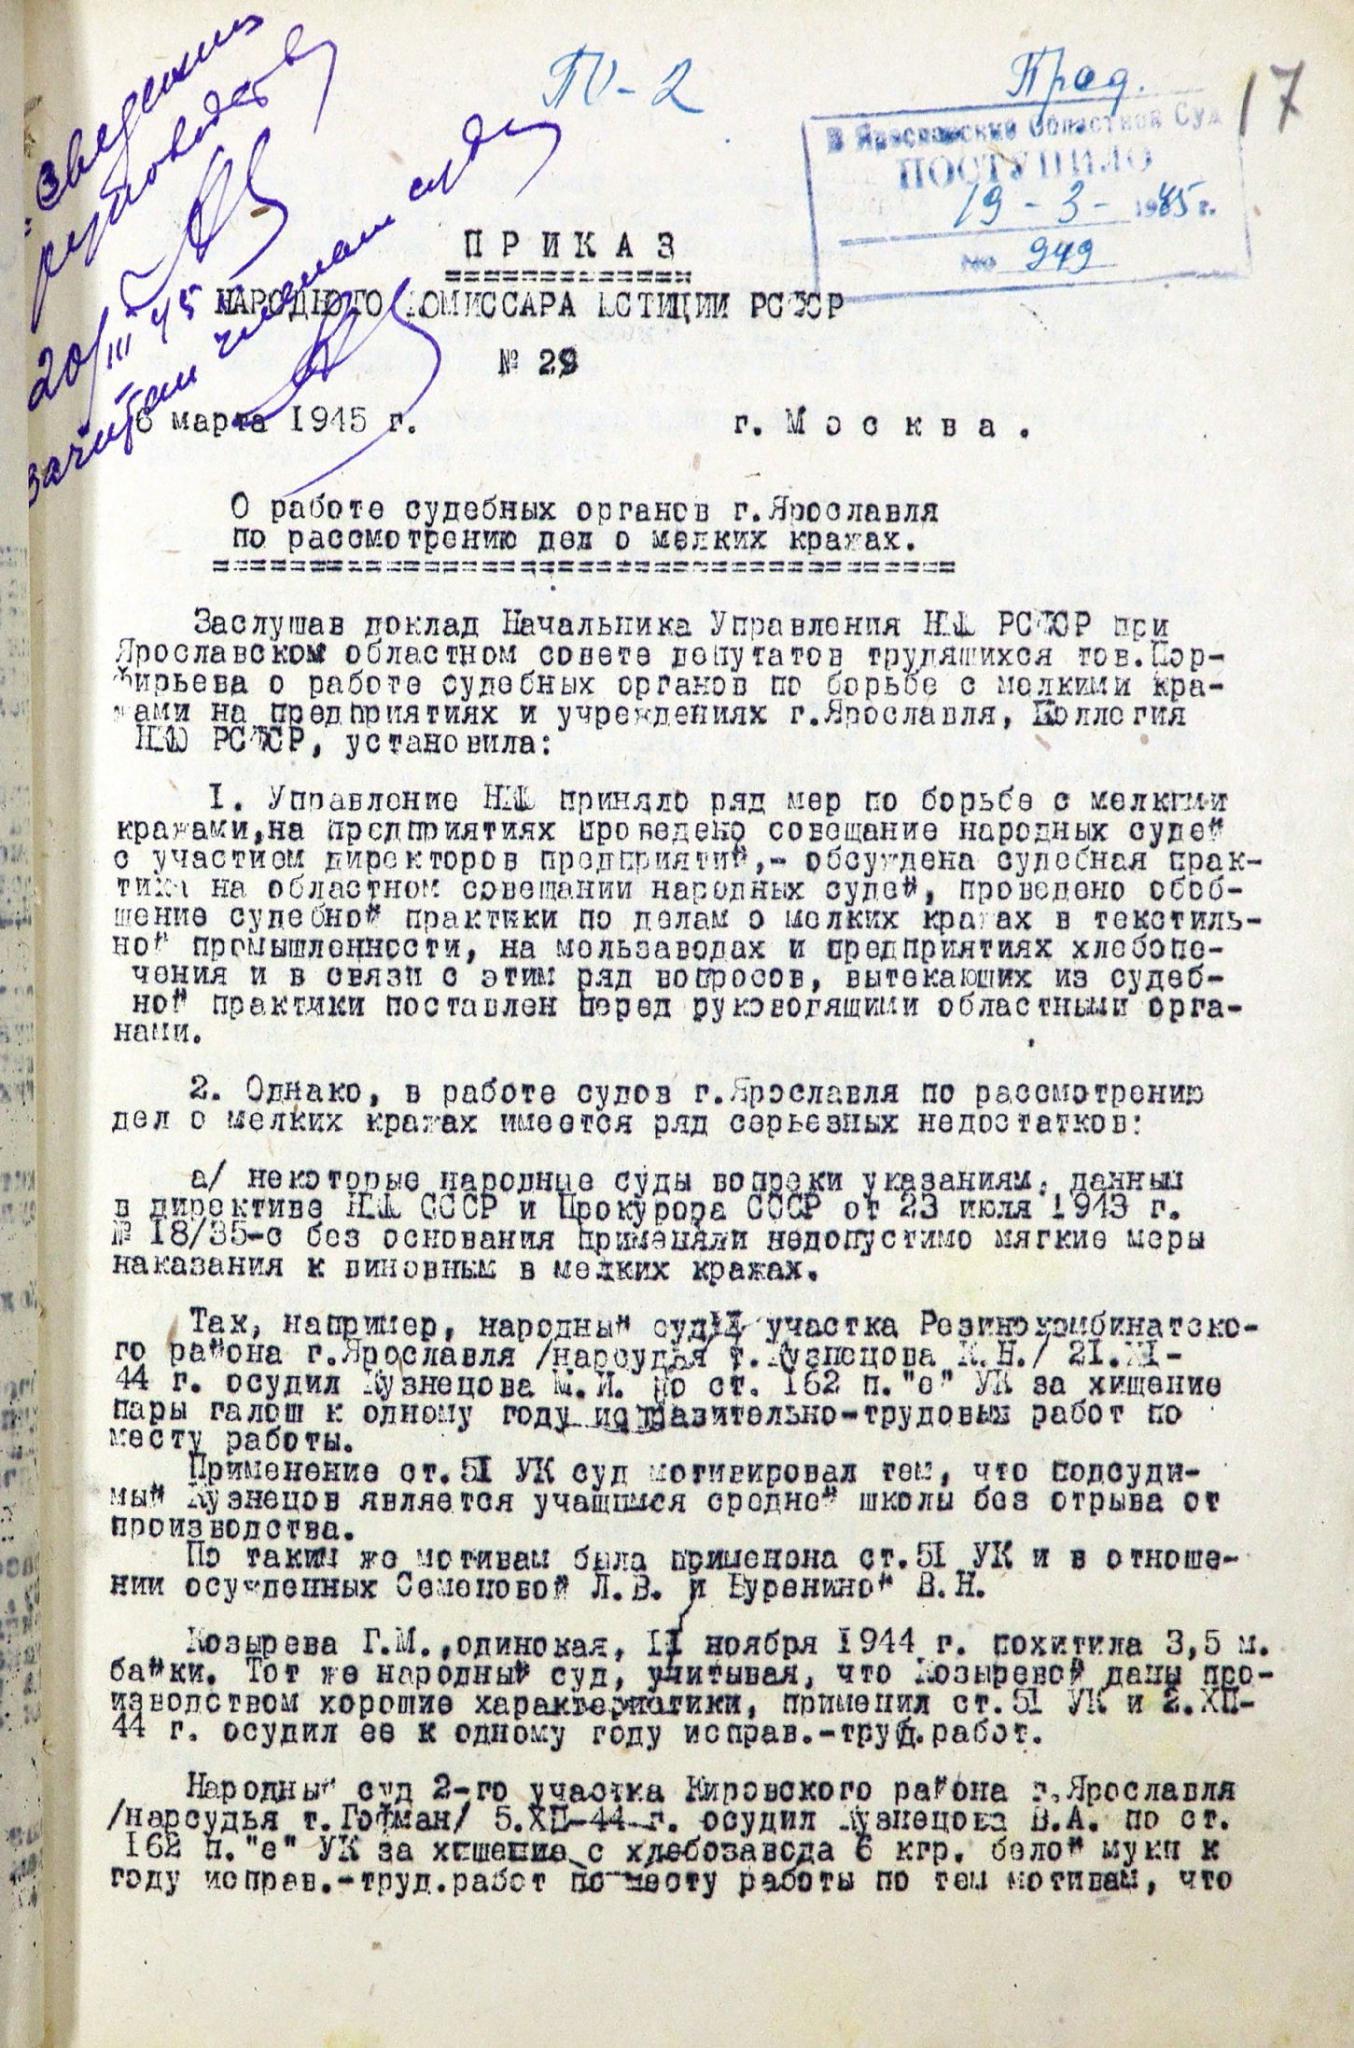 ПО-2
Пред.
17
В Ярославский Областной Суд
ПОСТУПИЛО
19-3-1945 г.
№ 949
20/III 45
зачитан членам суда
ПРИКАЗ
НАРОДНОГО КОМИССАРА ЮСТИЦИИ РСФСР
№ 29
6 марта 1945 г. г. Москва.
О работе судебных органов г.Ярославля
по рассмотрению дел о мелких кражах.
Заслушав доклад Начальника Управления НКЮ РСФСР при
Ярославском областном совете депутатов трудящихся тов.Пор-
фирьева о работе судебных органов по борьбе с мелкими кра-
жами на предприятиях и учреждениях г.Ярославля, Коллегия
НКЮ РСФСР, установила:
1. Управление НКЮ приняло ряд мер по борьбе с мелкими
кражами,на предприятиях проведено совещание народных судей
с участием директоров предприятий,- обсуждена судебная прак-
тика на областном совещании народных судей, проведено обоб-
щение судебной практики по делам о мелких кражах в текстиль-
ной промышленности, на мользаводах и предприятиях хлебопе-
чения и в связи с этим ряд вопросов, вытекающих из судеб-
ной практики поставлен перед руководящими областными орга-
нами.
2. Однако, в работе судов г.Ярославля по рассмотрению
дел о мелких кражах имеется ряд серьезных недостатков:
а/ некоторые народные суды вопреки указаниям, данным
в директиве НКЮ СССР и Прокурора СССР от 23 июля 1943 г.
№ 18/35-с без основания применяли недопустимо мягкие меры
наказания к виновным в мелких кражах.
Так, например, народный суд участка Резинокомбинатско-
го района г.Ярославля /нарсудья т.Кузнецова К.Н./ 21.XI-
44 г. осудил Кузнецова М.И. по ст. 162 п."е" УК за хищение
пары галош к одному году исправительно-трудовых работ по
месту работы.
Применение ст.51 УК суд мотивировал тем, что подсуди-
мый Кузнецов является учащимся средней школы без отрыва от
производства.
По таким же мотивам была применена ст.51 УК и в отноше-
нии осужденных Семеновой Л.В. и Буренино" В.Н.
Козырева Г.М.,одинокая, 11 ноября 1944 г. похитила 3,5 м.
байки. Тот же народный суд, учитывая, что Козыревой даны про-
изводством хорошие характеристики, применил ст.51 УК и 2.XII-
44 г. осудил ее к одному году исправ.-труд.работ.
Народный суд 2-го участка Кировского района г.Ярославля
/нарсудья т.Гофман/ 5.XII-44 г. осудил Кузнецова В.А. по ст.
162 п."е" УК за хищение с хлебозавода 6 кгр. белой муки к
году исправ.-труд.работ по месту работы по тем мотивам, что